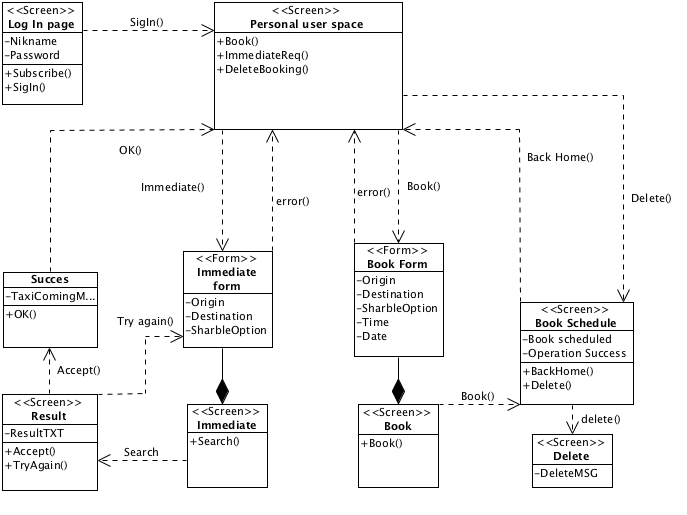 <<Screen>>
Log In page
-Nikname
-Password
+Subscribe()
+SigIn()
SigIn()
<<Screen>>
Personal user space
+Book()
+ImmediateReq()
+DeleteBooking()
OK()
Immediate()
error()
error()
Book()
Back Home()
Delete()
Succes
-TaxiComingM...
+OK()
<<Form>>
Immediate
form
-Origin
-Destination
-SharbleOption
<<Form>>
Book Form
-Origin
-Destination
-SharbleOption
-Time
-Date
<<Screen>>
Book Schedule
-Book scheduled
-Operation Success
+BackHome()
+Delete()
Try again()
Accept()
<<Screen>>
Result
-ResultTXT
+Accept()
+TryAgain()
Search
<<Screen>>
Immediate
+Search()
<<Screen>>
Book
+Book()
Book()
delete()
<<Screen>>
Delete
-DeleteMSG